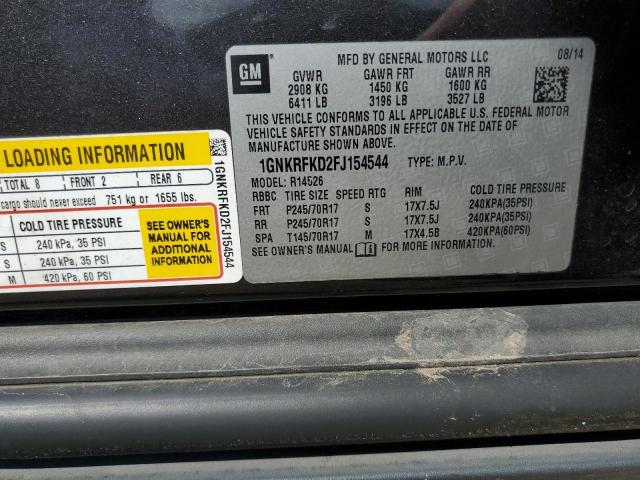 GM
MFD BY GENERAL MOTORS LLC 08/14
GVWR GAWR FRT GAWR RR
2908 KG 1450 KG 1600 KG
6411 LB 3196 LB 3527 LB
THIS VEHICLE CONFORMS TO ALL APPLICABLE U.S. FEDERAL MOTOR
VEHICLE SAFETY STANDARDS IN EFFECT ON THE DATE OF
MANUFACTURE SHOWN ABOVE.
1GNKRFKD2FJ154544 TYPE: M.P.V.
MODEL: R14526
RBBC TIRE SIZE SPEED RTG RIM
FRT P245/70R17 S 17X7.5J 240KPA(35PSI)
RR P245/70R17 S 17X7.5J 240KPA(35PSI)
SPA T145/70R17 M 17X4.5B 420KPA(60PSI)
SEE OWNER'S MANUAL FOR MORE INFORMATION.
LOADING INFORMATION
TOTAL 8 FRONT 2 REAR 6
cargo should never exceed 751 kg or 1655 lbs.
COLD TIRE PRESSURE
S 240 kPa, 35 PSI
S 240 kPa, 35 PSI
M 420 kPa, 60 PSI
SEE OWNER'S
MANUAL FOR
ADDITIONAL
INFORMATION
1GNKRFKD2FJ154544